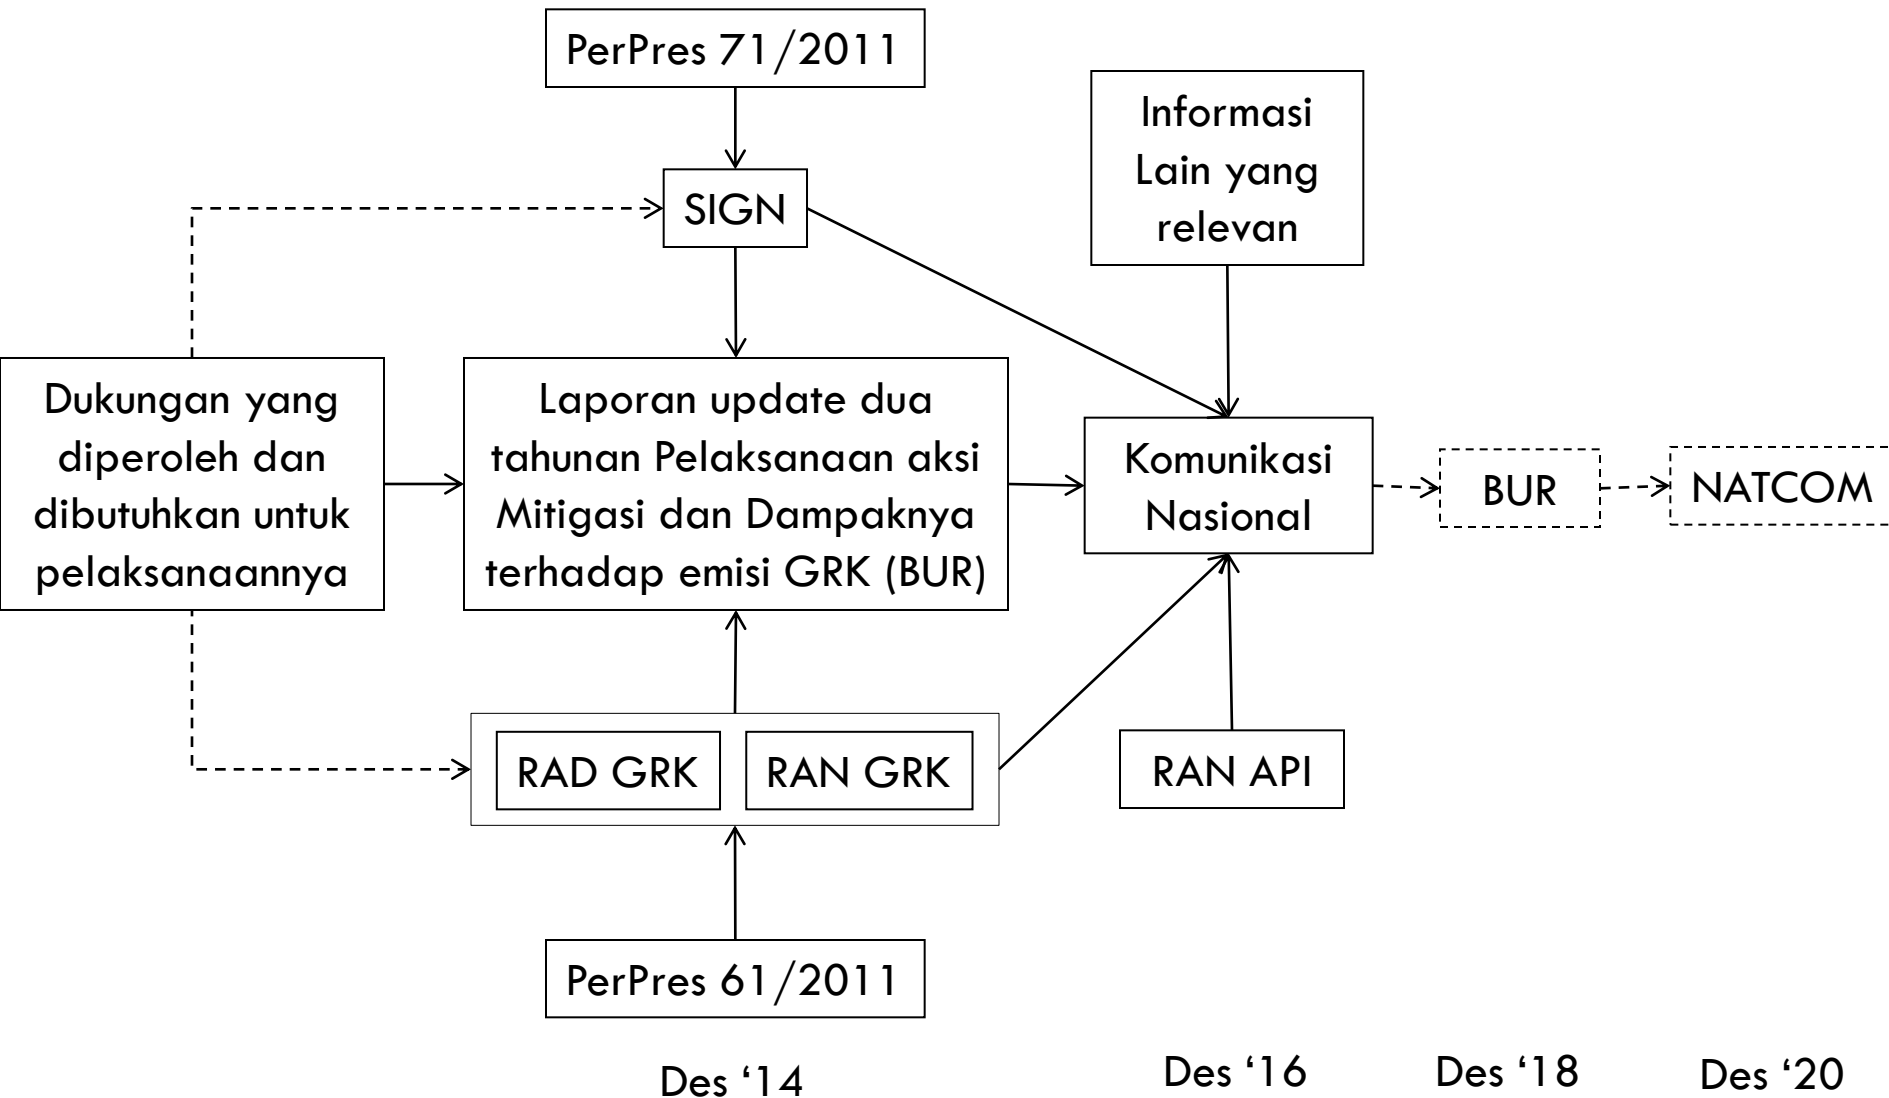 PerPres 71/2011
Informasi
Lain yang
relevan
SIGN
Dukungan yang
diperoleh dan
dibutuhkan untuk
pelaksanaannya
Laporan update dua
tahunan Pelaksanaan aksi
Mitigasi dan Dampaknya
terhadap emisi GRK (BUR)
Komunikasi
Nasional
BUR
NATCOM
RAD GRK
RAN GRK
RAN API
PerPres 61/2011
Des ‘14
Des ‘16
Des ‘18
Des ‘20